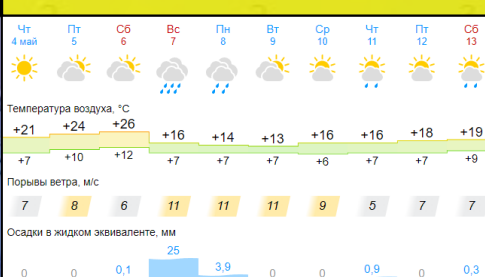 Чт Пт Сб Вс Пн Вт Ср Чт Пт Сб
4 май 5 6 7 8 9 10 11 12 13
Температура воздуха, °C
+21 +24 +26 +16 +14 +13 +16 +16 +18 +19
+7 +10 +12 +7 +7 +7 +6 +7 +7 +9
Порывы ветра, м/с
7 8 6 11 11 11 9 5 7 7
Осадки в жидком эквиваленте, мм
0 0 0,1 25 3,9 0 0 0,9 0 0,3